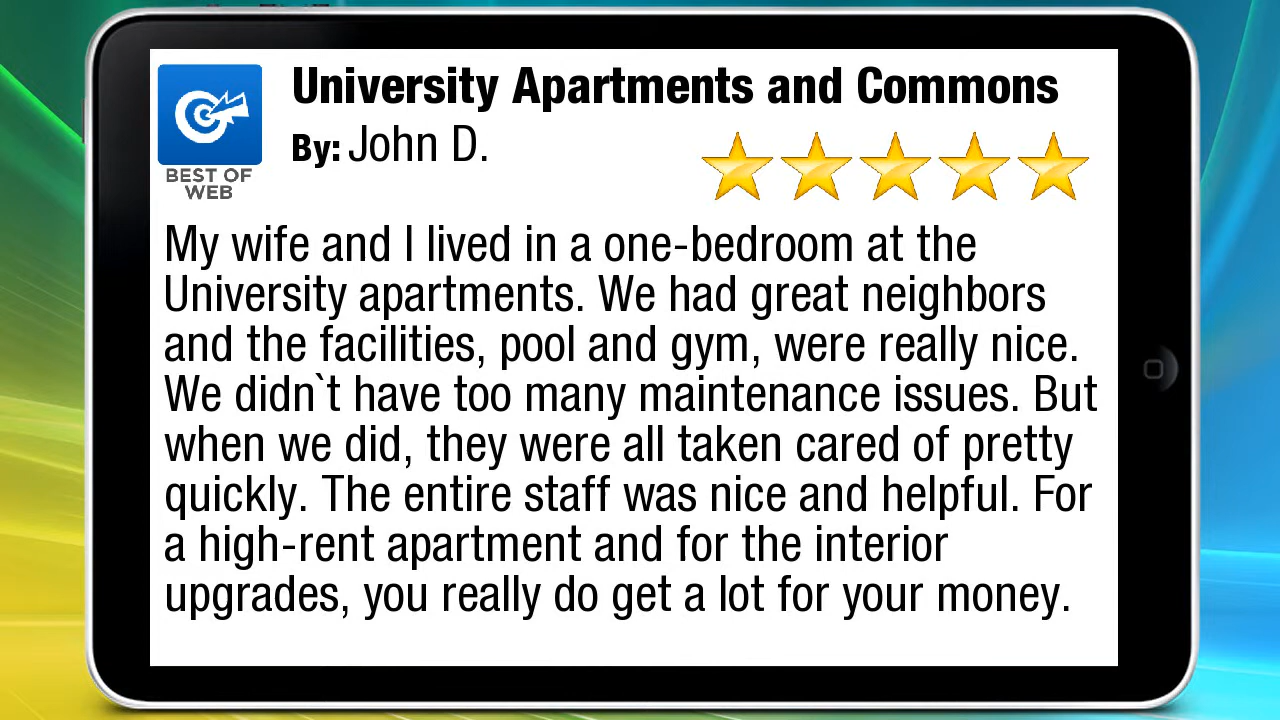 University Apartments and Commons
By: John D.
BEST OF
WEB
My wife and I lived in a one-bedroom at the
University apartments. We had great neighbors
and the facilities, pool and gym, were really nice.
We didn`t have too many maintenance issues. But
when we did, they were all taken cared of pretty
quickly. The entire staff was nice and helpful. For
a high-rent apartment and for the interior
upgrades, you really do get a lot for your money.